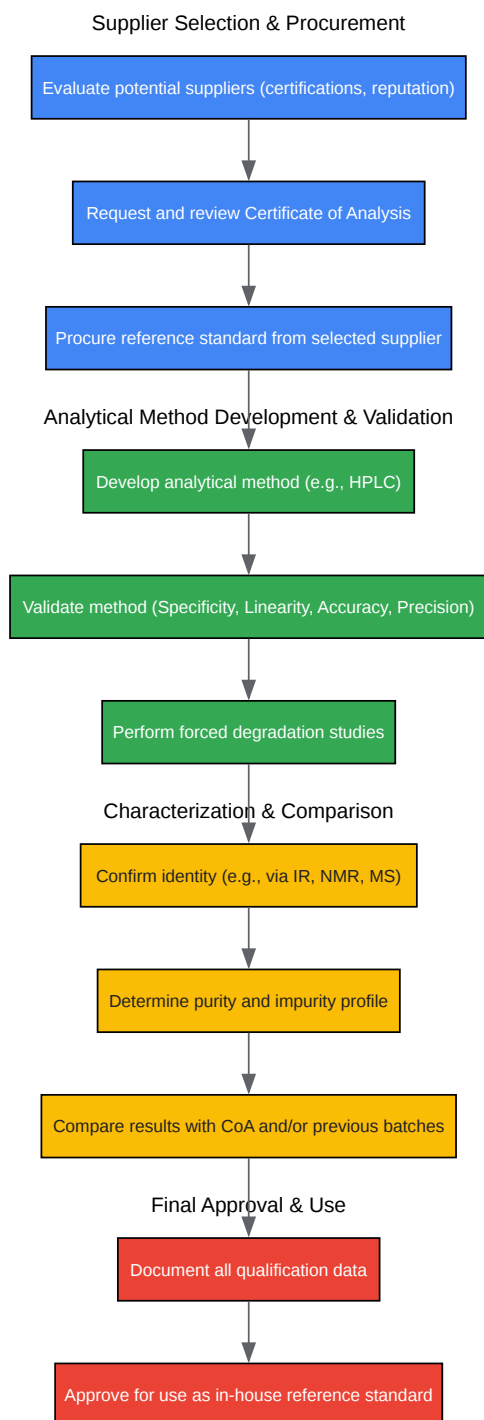 Supplier Selection & Procurement
Evaluate potential suppliers (certifications, reputation)
Request and review Certificate of Analysis
Procure reference standard from selected supplier
Analytical Method Development & Validation
Develop analytical method (e.g., HPLC)
Validate method (Specificity, Linearity, Accuracy, Precision)
Perform forced degradation studies
Characterization & Comparison
Confirm identity (e.g., via IR, NMR, MS)
Determine purity and impurity profile
Compare results with CoA and/or previous batches
Final Approval & Use
Document all qualification data
Approve for use as in-house reference standard